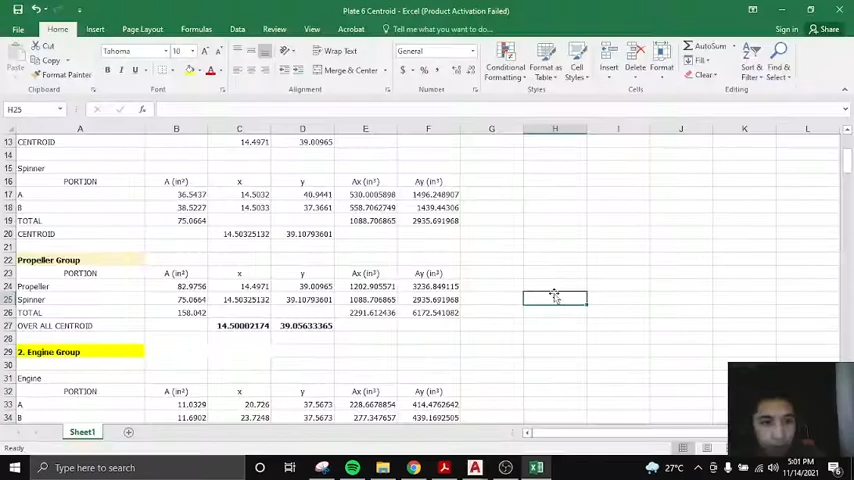 Plate 6 Centroid - Excel (Product Activation Failed)
Sign in Share
File Home Insert Page Layout Formulas Data Review View Acrobat Tell me what you want to do...
Cut
Copy
Format Painter
Paste
Clipboard
Tahoma 10
B I U
Font
Wrap Text
Merge & Center
Alignment
General
$ % ,
Number
Conditional Formatting Format as Table Cell Styles
Styles
Insert Delete Format
Cells
AutoSum
Fill
Clear
Sort & Filter Find & Select
Editing
H25 fx
A B C D E F G H I J K L
13 CENTROID 14.4971 39.00965
14
15 Spinner
16 PORTION A (in²) x y Ax (in³) Ay (in³)
17 A 36.5437 14.5032 40.9441 530.0005898 1496.248907
18 B 38.5227 14.5033 37.3661 558.7062749 1439.44306
19 TOTAL 75.0664 1088.706865 2935.691968
20 CENTROID 14.50325132 39.10793601
21
22 Propeller Group
23 PORTION A (in²) x y Ax (in³) Ay (in³)
24 Propeller 82.9756 14.4971 39.00965 1202.905571 3236.849115
25 Spinner 75.0664 14.50325132 39.10793601 1088.706865 2935.691968
26 TOTAL 158.042 2291.612436 6172.541082
27 OVER ALL CENTROID 14.50002174 39.05633365
28
29 2. Engine Group
30
31 Engine
32 PORTION A (in²) x y Ax (in³) Ay (in³)
33 A 11.0329 20.726 37.5673 228.6678854 414.4762642
34 B 11.6902 23.7248 37.5673 277.347657 439.1692505
Sheet1
Ready
Type here to search
27°C
5:01 PM
11/14/2021